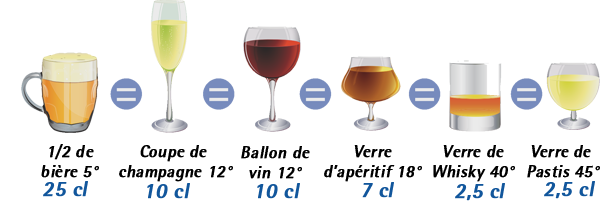 1/2 de
bière 5°
25 cl
Coupe de
champagne 12°
10 cl
Ballon de
vin 12°
10 cl
Verre
d'apéritif 18°
7 cl
Verre de
Whisky 40°
2,5 cl
Verre de
Pastis 45°
2,5 cl